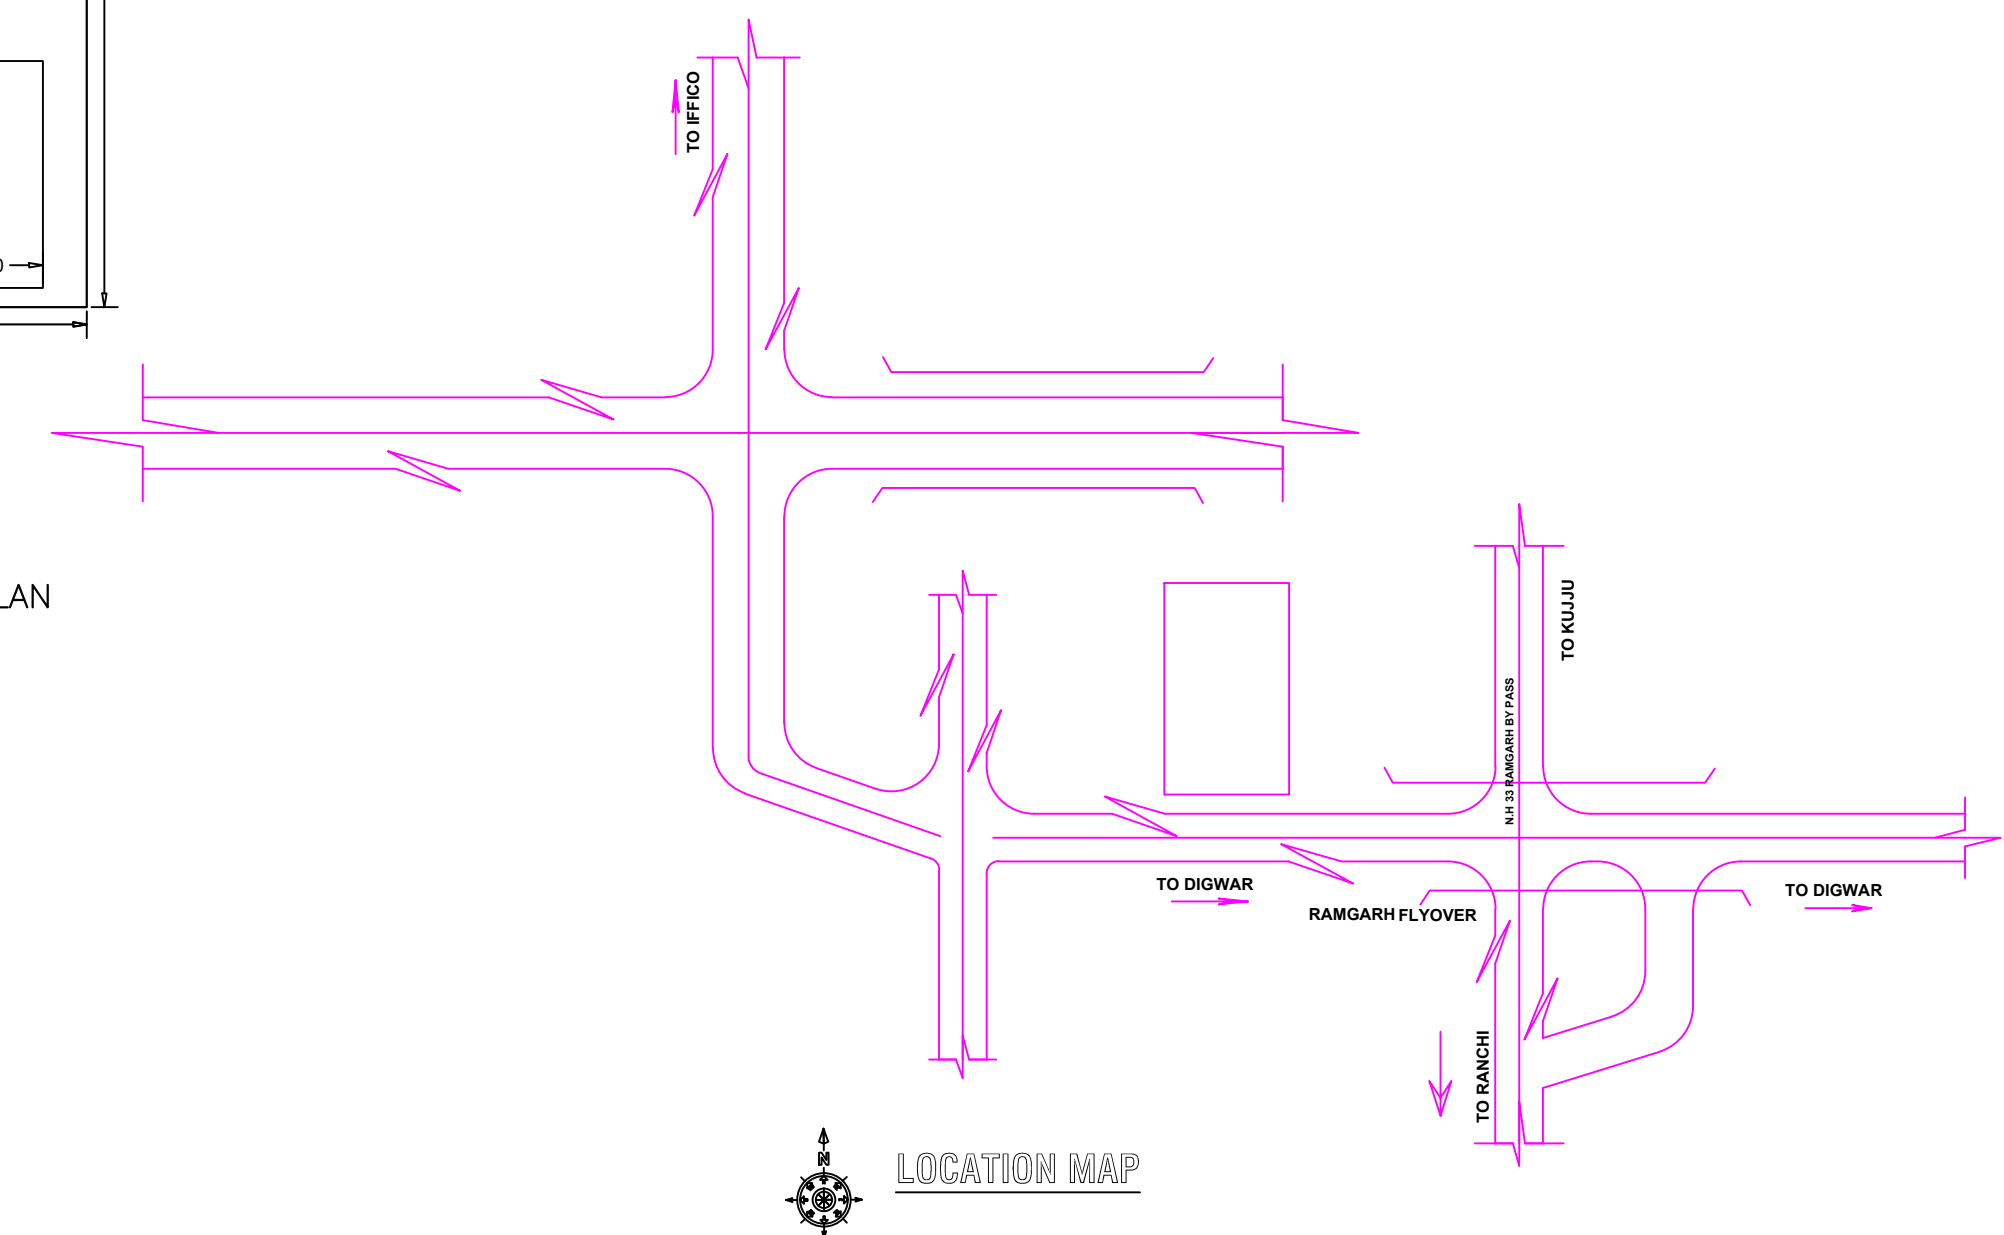 TO IFFICO
LAN
TO KUJJU
N.H 33 RAMGARH BY PASS
TO DIGWAR
RAMGARH FLYOVER
TO DIGWAR
TO RANCHI
N
LOCATION MAP